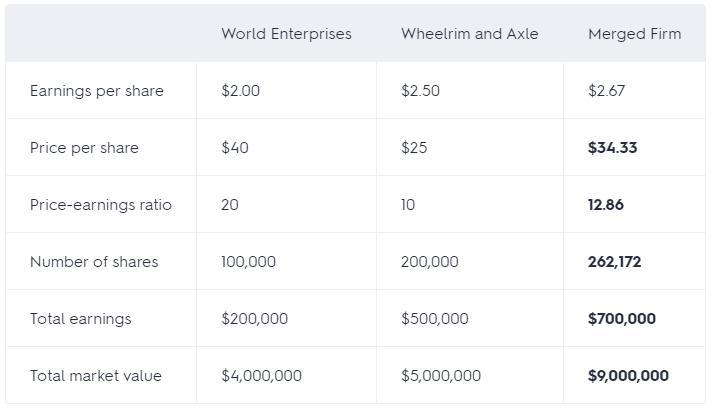 World Enterprises Wheelrim and Axle Merged Firm
Earnings per share $2.00 $2.50 $2.67
Price per share $40 $25 $34.33
Price-earnings ratio 20 10 12.86
Number of shares 100,000 200,000 262,172
Total earnings $200,000 $500,000 $700,000
Total market value $4,000,000 $5,000,000 $9,000,000